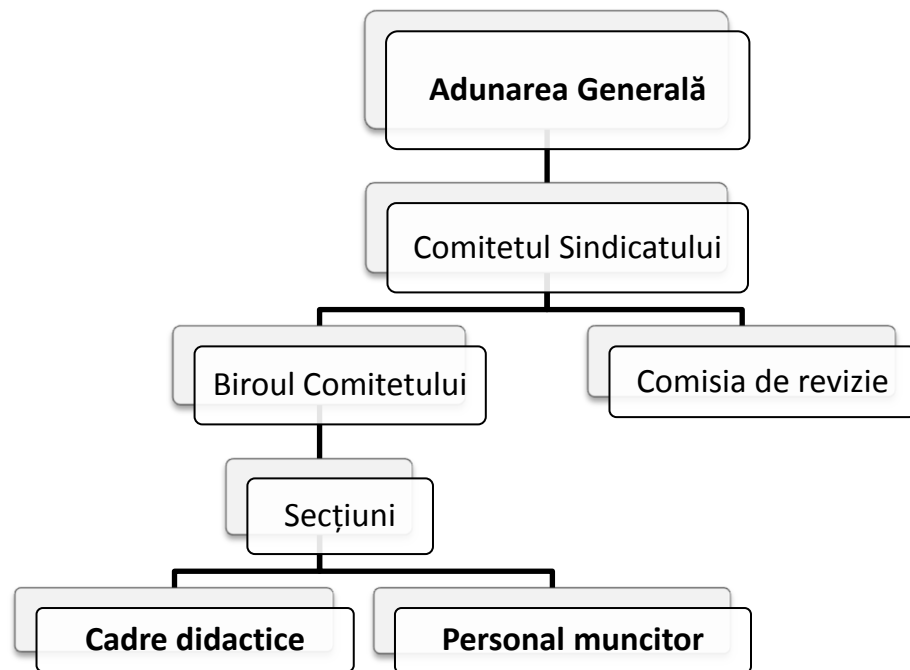 Adunarea Generală
Comitetul Sindicatului
Biroul Comitetului
Comisia de revizie
Secțiuni
Cadre didactice
Personal muncitor